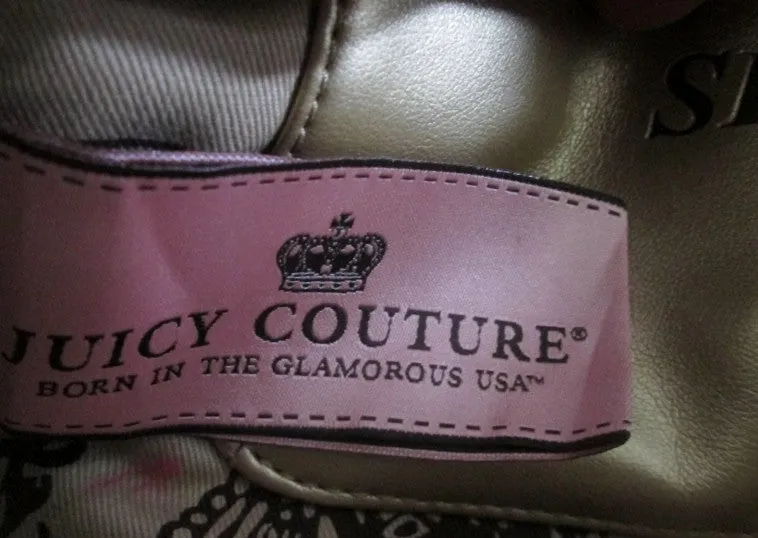 JUICY COUTURE®
BORN IN THE GLAMOROUS USA™